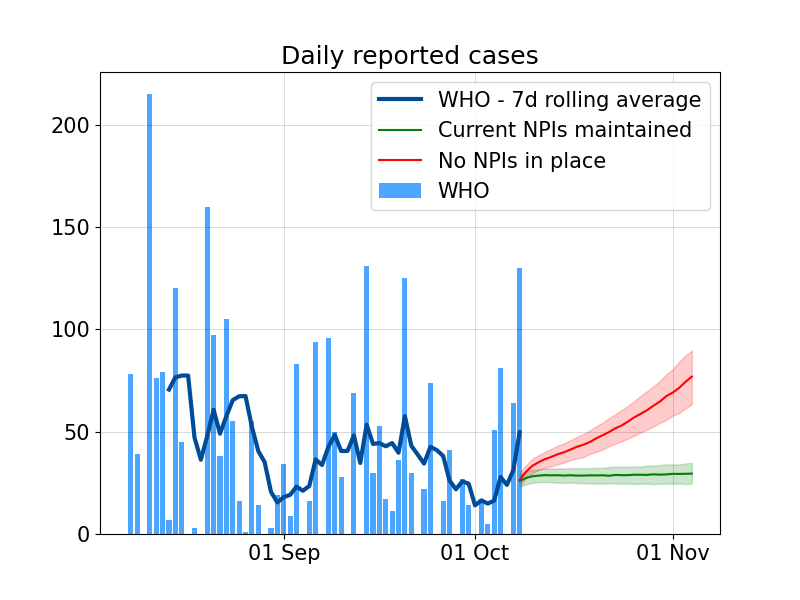 Daily reported cases
WHO - 7d rolling average
Current NPIs maintained
No NPIs in place
WHO
200
150
100
50
0
01 Sep
01 Oct
01 Nov